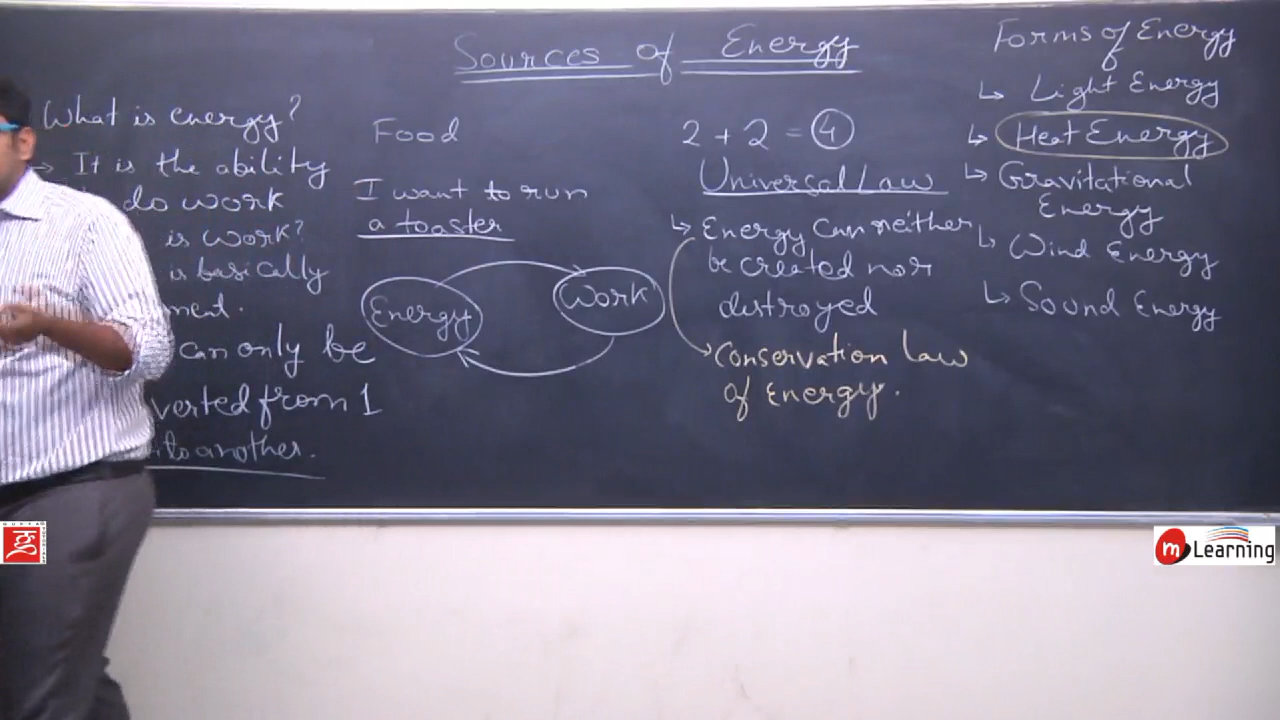 Sources of Energy
What is energy?
→ It is the ability
do work
is work?
is basically
ment.
can only be
verted from 1
to another.
Food
I want to run
a toaster
Energy
Work
2 + 2 = 4
Universal Law
↳ Energy can neither
be created nor
distroyed
Conservation Law
of Energy.
Forms of Energy
↳ Light Energy
↳ Heat Energy
↳ Gravitational
Energy
↳ Wind Energy
↳ Sound Energy
m Learning